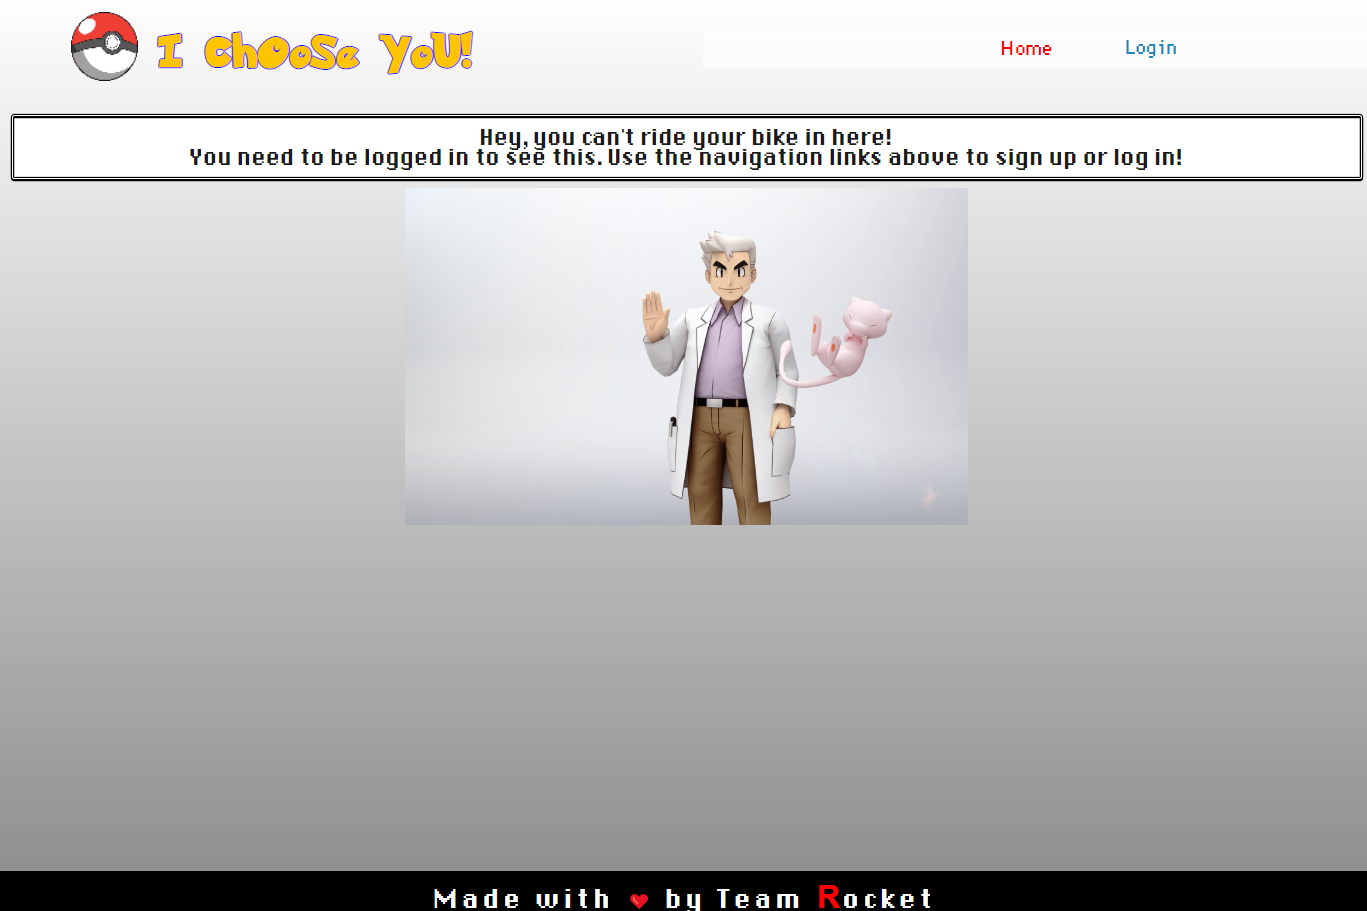 I ChOoSe YoU!
Home
Login
Hey, you can't ride your bike in here!
You need to be logged in to see this. Use the navigation links above to sign up or log in!
Made with ❤ by Team Rocket